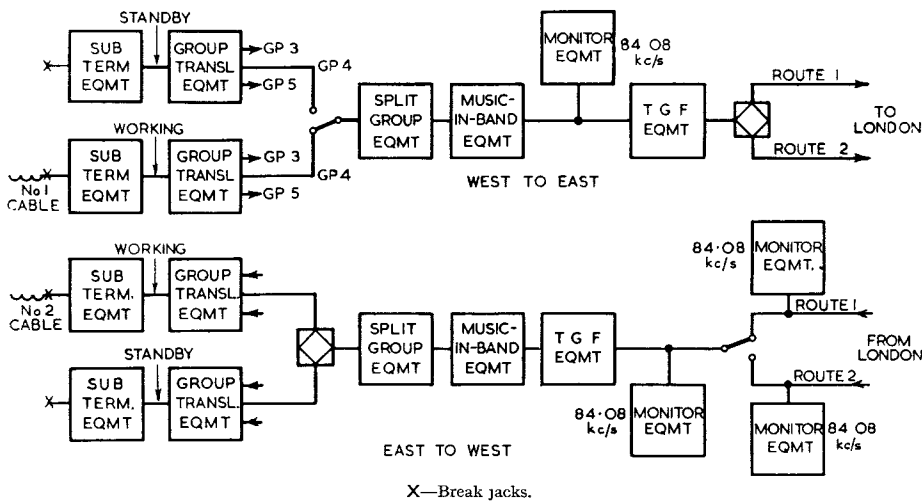 STANDBY
SUB
TERM
EQMT
GROUP
TRANSL
EQMT
GP 3
GP 4
GP 5
WORKING
SUB
TERM
EQMT
GROUP
TRANSL
EQMT
GP 3
GP 4
GP 5
No 1
CABLE
SPLIT
GROUP
EQMT
MUSIC-
IN-BAND
EQMT
MONITOR
EQMT
84·08
kc/s
T G F
EQMT
ROUTE 1
ROUTE 2
TO
LONDON
WEST TO EAST
WORKING
SUB
TERM.
EQMT
GROUP
TRANSL.
EQMT
No 2
CABLE
STANDBY
SUB
TERM.
EQMT
GROUP
TRANSL.
EQMT
SPLIT
GROUP
EQMT
MUSIC-
IN-BAND
EQMT
T G F
EQMT
84·08
kc/s
MONITOR
EQMT
84·08
kc/s
MONITOR
EQMT.
ROUTE 1
FROM
LONDON
ROUTE 2
MONITOR
EQMT
84·08
kc/s
EAST TO WEST
X—Break jacks.